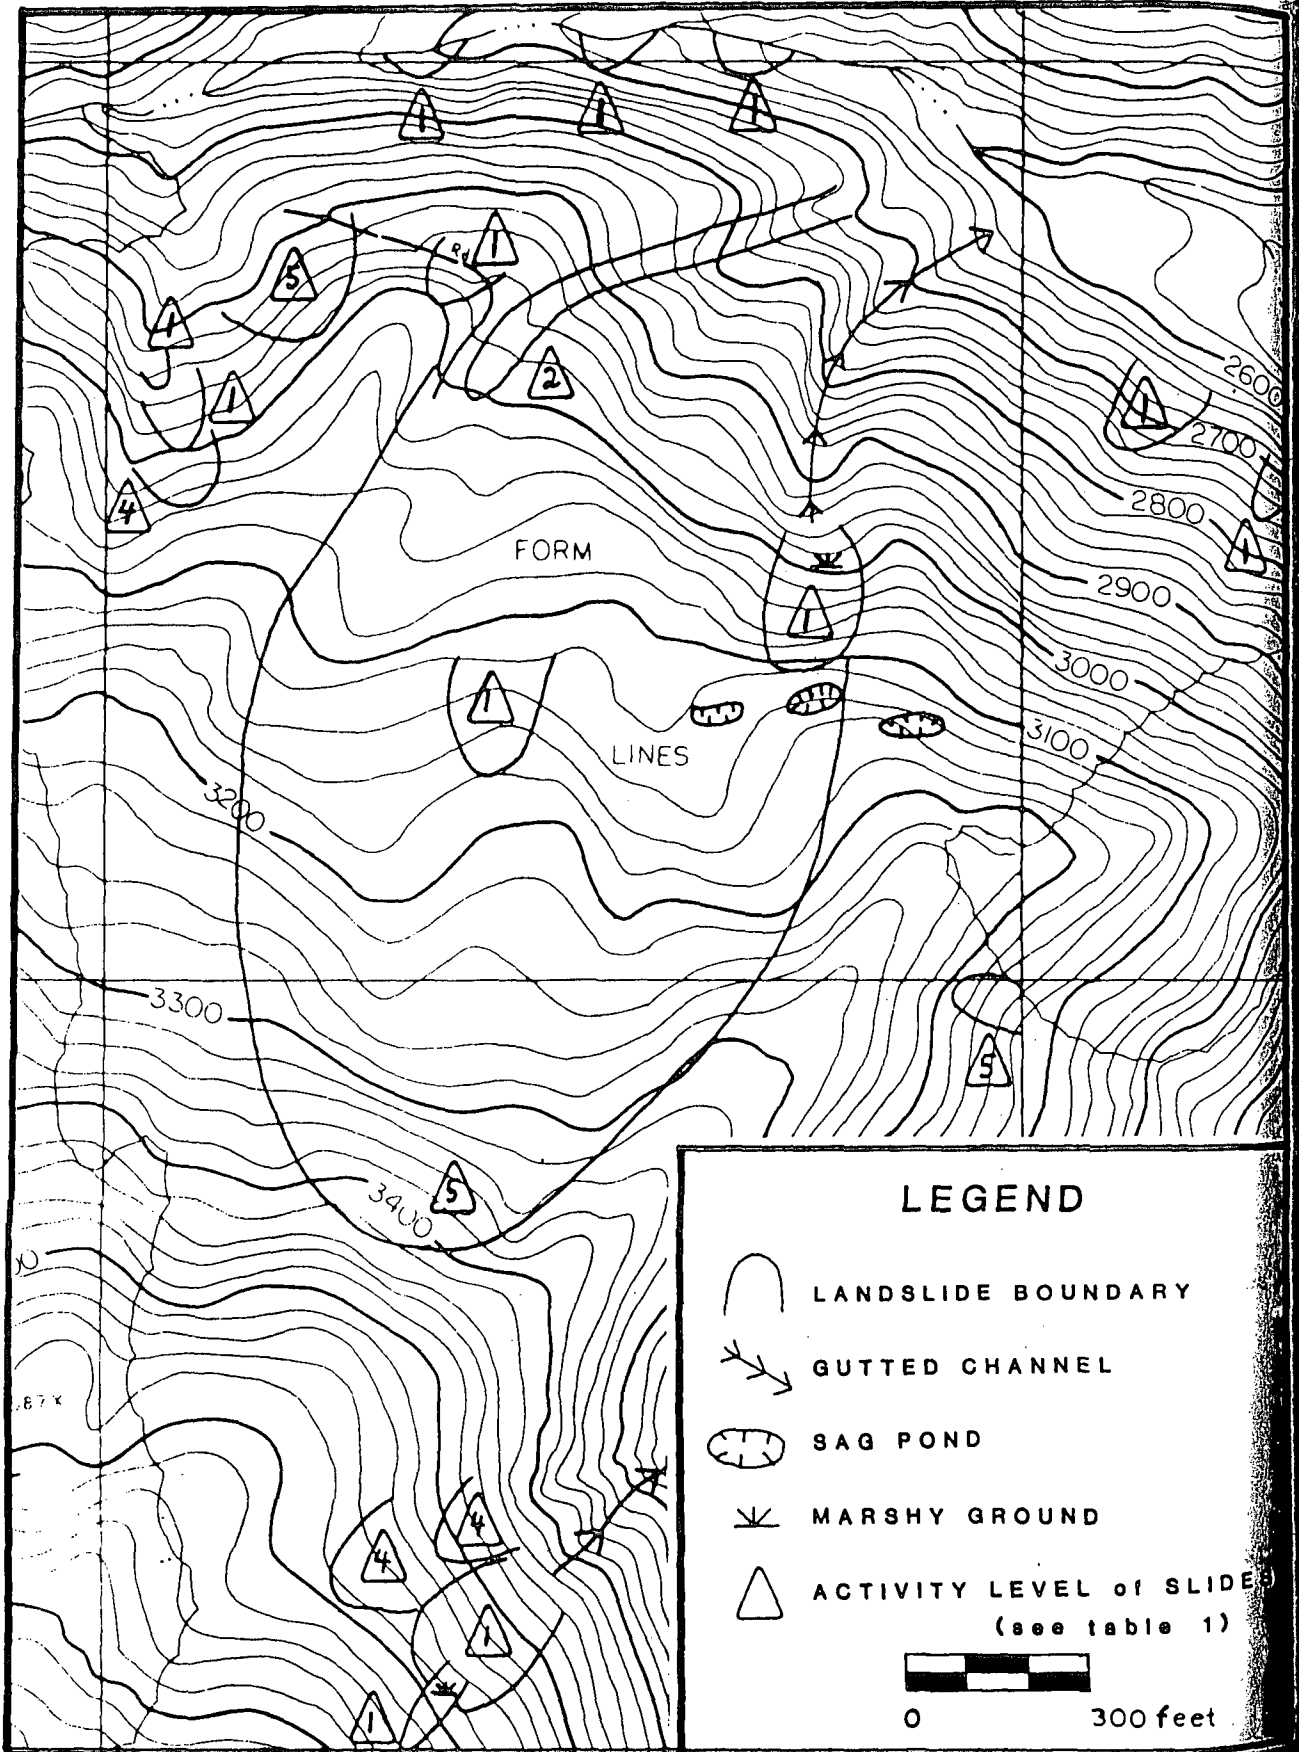 1
1
1
1
Rd
5
1
2
2600
1
1
2700
4
2800
1
FORM
2900
1
3000
1
3100
LINES
3200
3300
5
5
3400
LEGEND
LANDSLIDE BOUNDARY
GUTTED CHANNEL
.87 x
SAG POND
4
MARSHY GROUND
4
ACTIVITY LEVEL of SLIDES
(see table 1)
1
1
0 300 feet